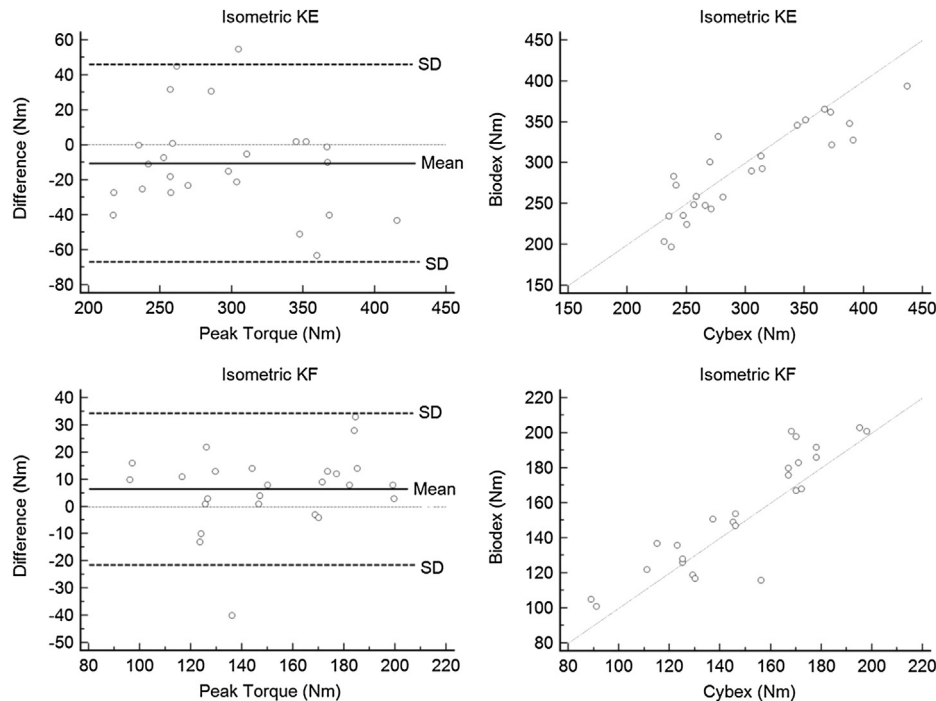 Isometric KE
60
40
20
0
-20
-40
-60
-80
Difference (Nm)
SD
Mean
SD
200 250 300 350 400 450
Peak Torque (Nm)
Isometric KE
450
400
350
300
250
200
150
Biodex (Nm)
150 200 250 300 350 400 450
Cybex (Nm)
Isometric KF
40
30
20
10
0
-10
-20
-30
-40
-50
Difference (Nm)
SD
Mean
SD
80 100 120 140 160 180 200 220
Peak Torque (Nm)
Isometric KF
220
200
180
160
140
120
100
80
Biodex (Nm)
80 100 120 140 160 180 200 220
Cybex (Nm)